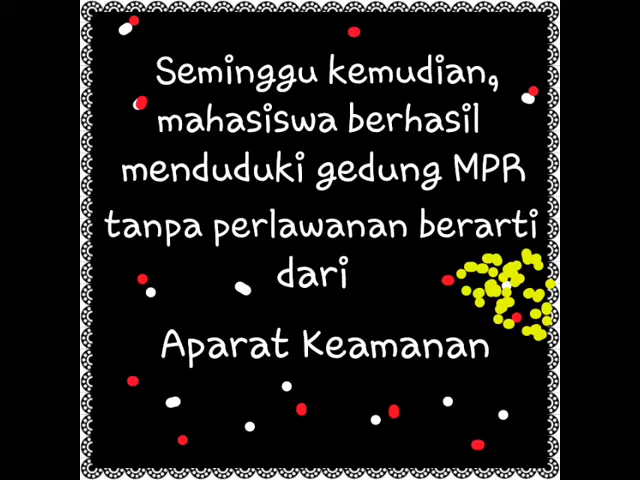 Seminggu kemudian,
mahasiswa berhasil
menduduki gedung MPR
tanpa perlawanan berarti
dari
Aparat Keamanan